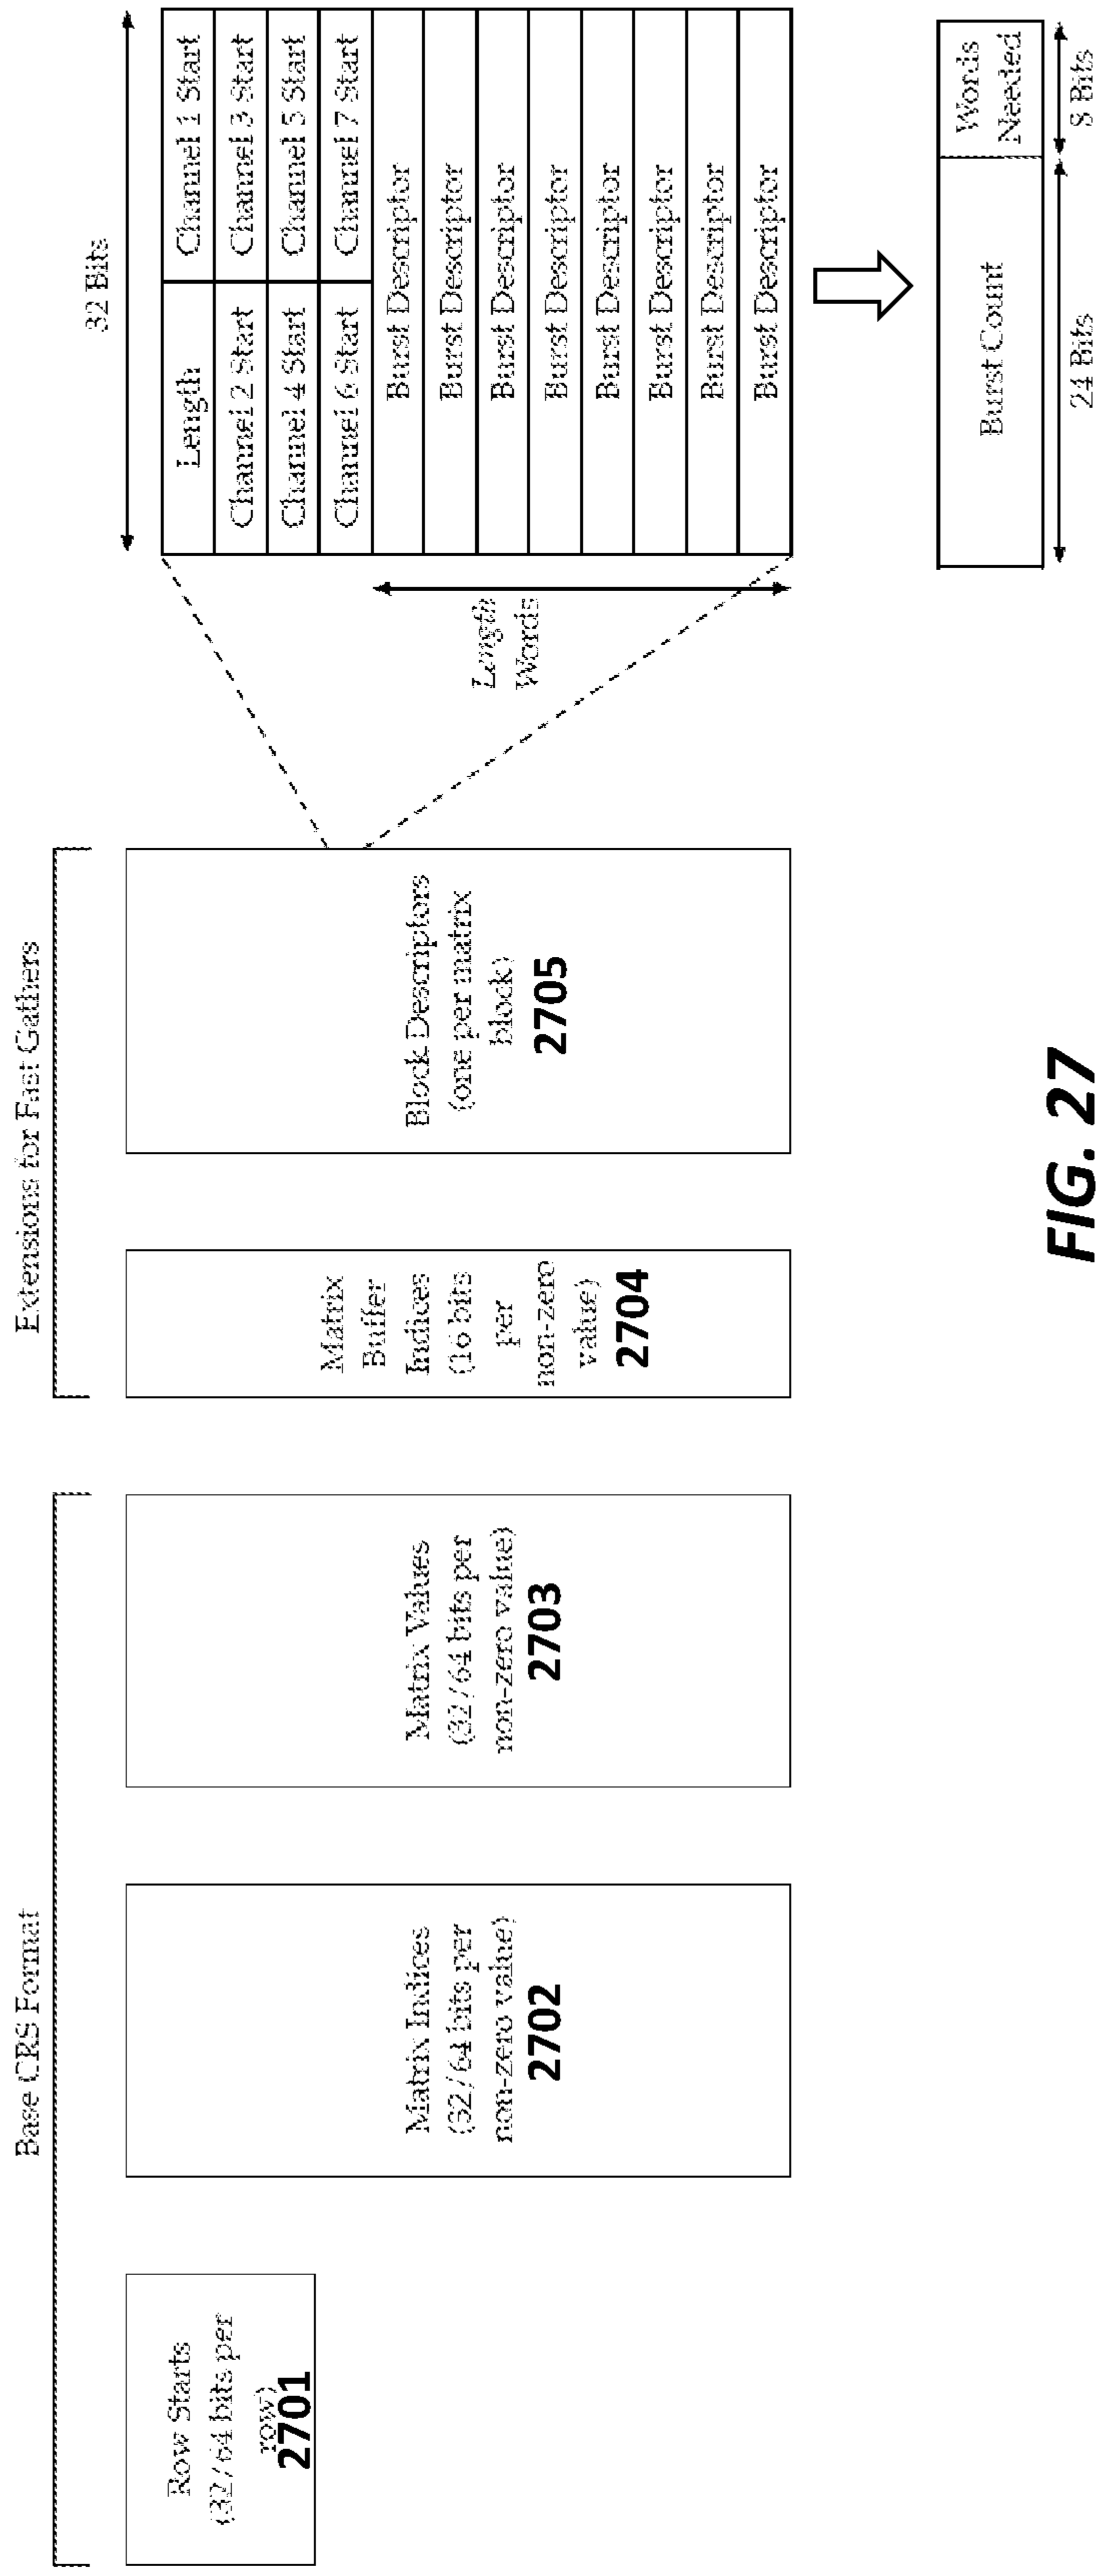 Base CRS Format
Extensions for Fast Gathers
Row Starts
(32/64 bits per
row)
2701
Matrix Indices
(32/64 bits per
non-zero value)
2702
Matrix Values
(32/64 bits per
non-zero value)
2703
Matrix
Buffer
Indices
(16 bits
per
non-zero
value)
2704
Block Descriptors
(one per matrix
block)
2705
32 Bits
Length
Channel 1 Start
Channel 2 Start
Channel 3 Start
Channel 4 Start
Channel 5 Start
Channel 6 Start
Channel 7 Start
Burst Descriptor
Burst Descriptor
Burst Descriptor
Burst Descriptor
Burst Descriptor
Burst Descriptor
Burst Descriptor
Burst Descriptor
Length
Words
Burst Count
Words
Needed
24 Bits
8 Bits
FIG. 27